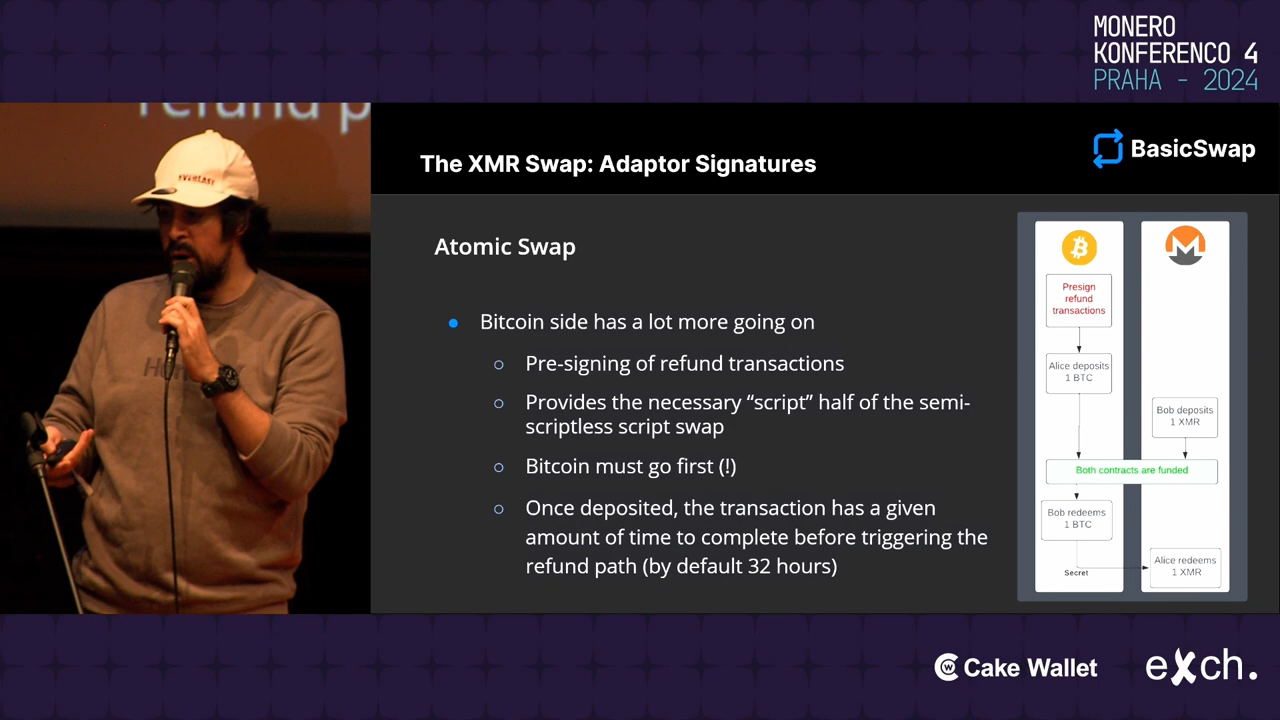 MONERO
KONFERENCO 4
PRAHA - 2024
refund p
The XMR Swap: Adaptor Signatures
BasicSwap
Atomic Swap
Bitcoin side has a lot more going on
Pre-signing of refund transactions
Provides the necessary “script” half of the semi-
scriptless script swap
Bitcoin must go first (!)
Once deposited, the transaction has a given
amount of time to complete before triggering the
refund path (by default 32 hours)
Presign
refund
transactions
Alice deposits
1 BTC
Bob deposits
1 XMR
Both contracts are funded
Bob redeems
1 BTC
Secret
Alice redeems
1 XMR
Cake Wallet
eXch.